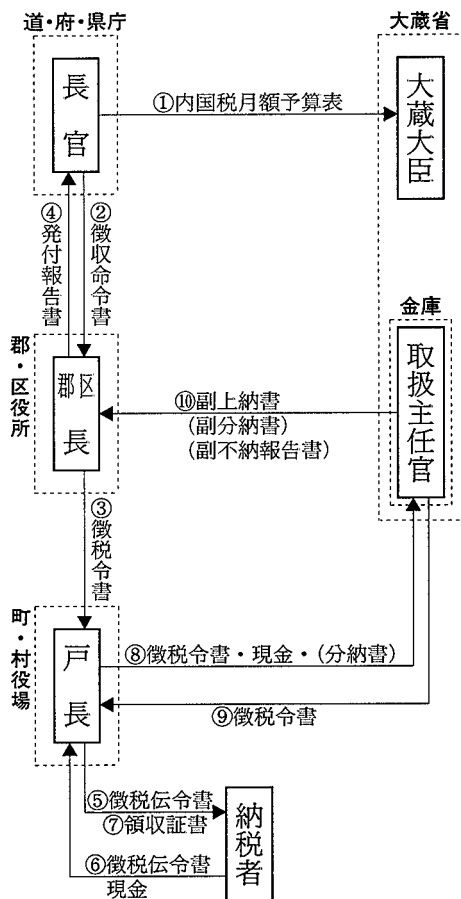 道・府・県庁
大蔵省
長官
①内国税月額予算表
大蔵大臣
④発付報告書
②徴収命令書
金庫
郡・区役所
郡区長
⑩副上納書
(副分納書)
(副不納報告書)
取扱主任官
③徴税令書
町・村役場
戸長
⑧徴税令書・現金・(分納書)
⑨徴税令書
⑤徴税伝令書
⑦領収証書
⑥徴税伝令書
現金
納税者